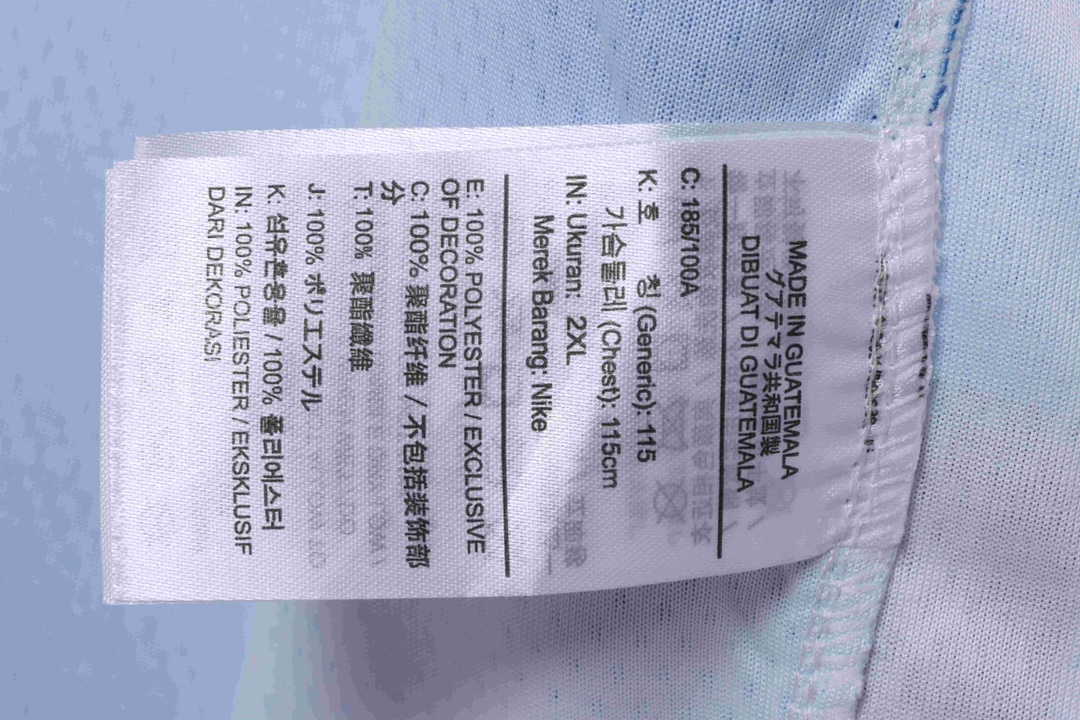 MADE IN GUATEMALA
グアテマラ共和国製
DIBUAT DI GUATEMALA
C: 185/100A
K: 호 칭 (Generic): 115
가슴둘레 (Chest): 115cm
IN: Ukuran: 2XL
Merek Barang: Nike
E: 100% POLYESTER / EXCLUSIVE
OF DECORATION
C: 100% 聚酯纤维 / 不包括装饰部
分
T: 100% 聚酯纖維
J: 100% ポリエステル
K: 섬유혼용율 / 100% 폴리에스터
IN: 100% POLIESTER / EKSKLUSIF
DARI DEKORASI